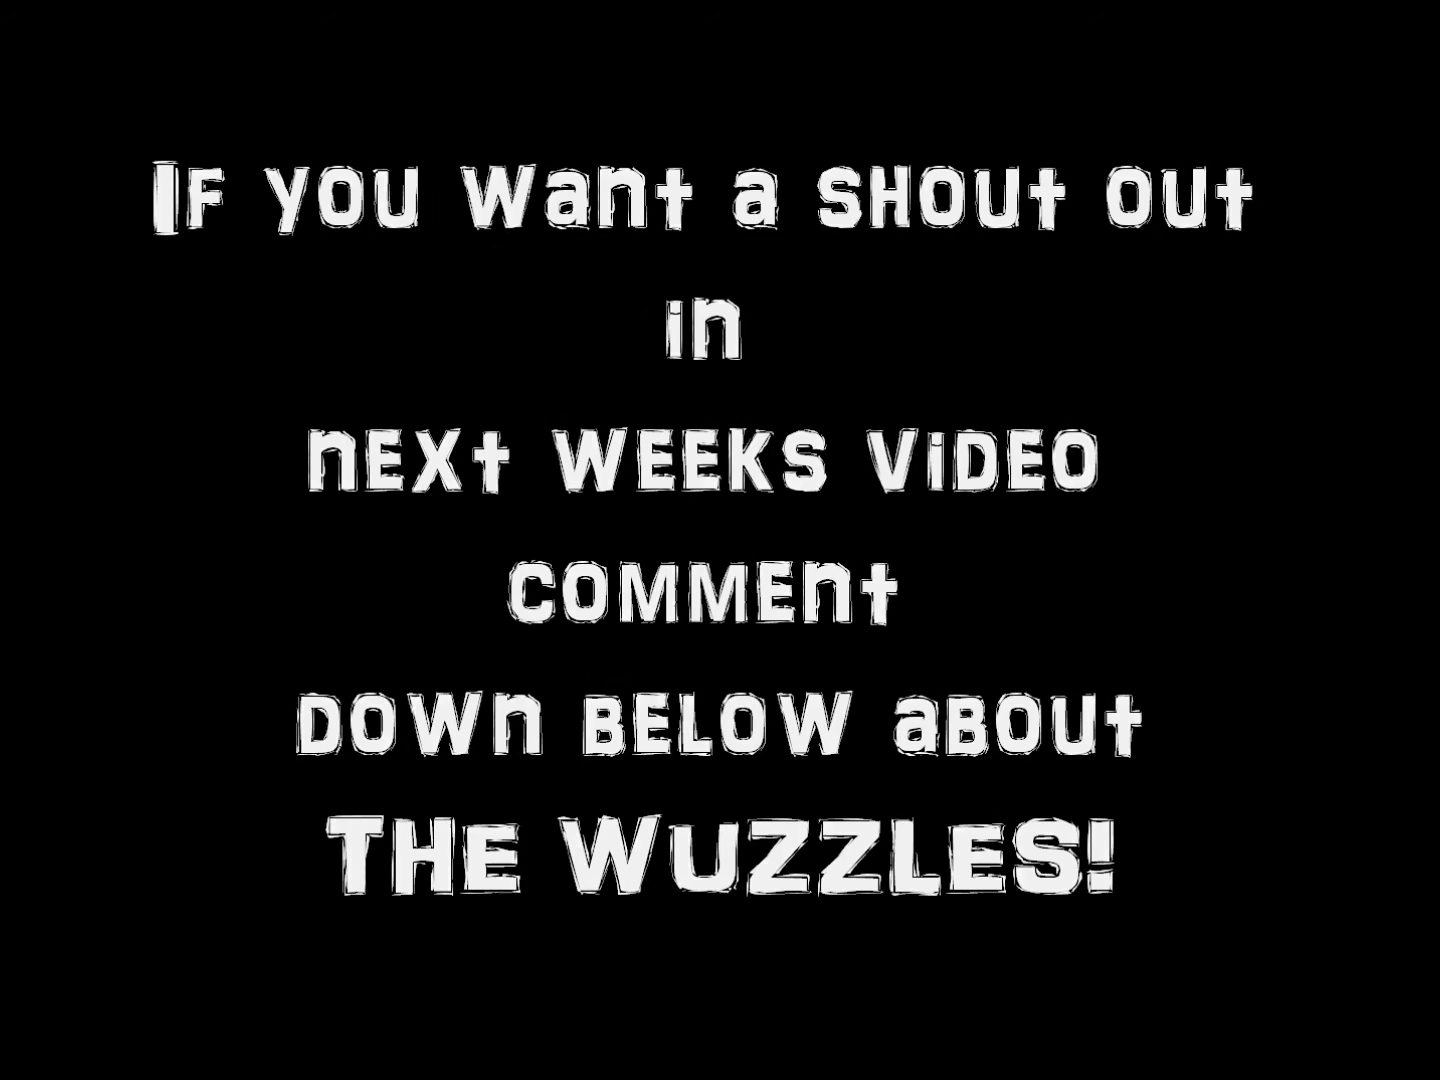 If you want a shout out
in
next weeks video
comment
down below about
The Wuzzles!